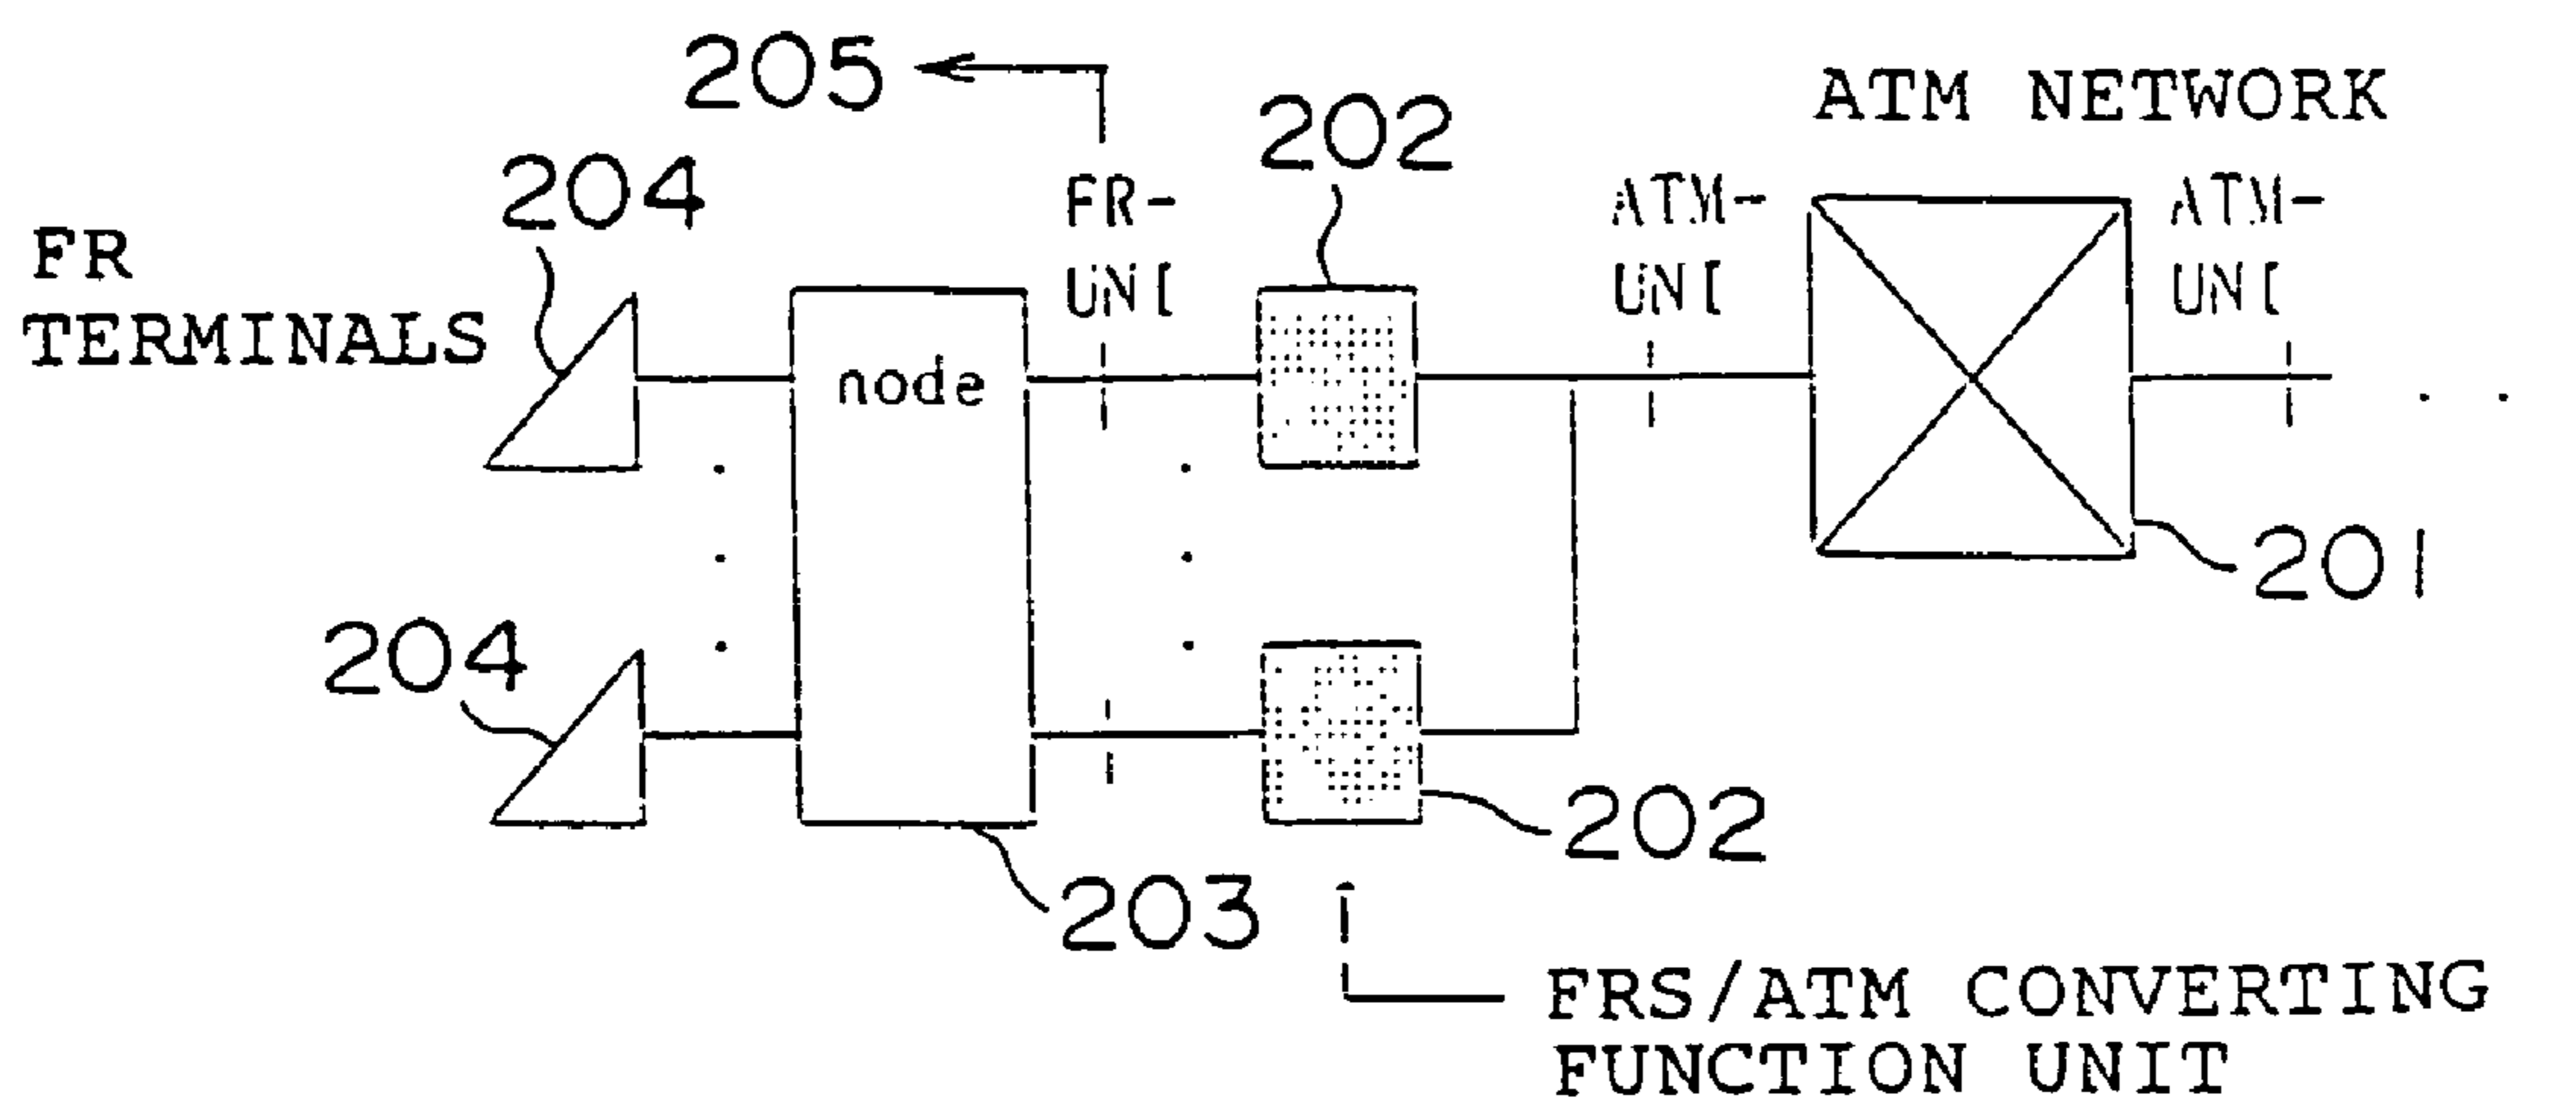 205
202
ATM NETWORK
204
FR-
UNI
ATM-
UNI
ATM-
UNI
FR
TERMINALS
node
201
204
202
203
FRS/ATM CONVERTING
FUNCTION UNIT